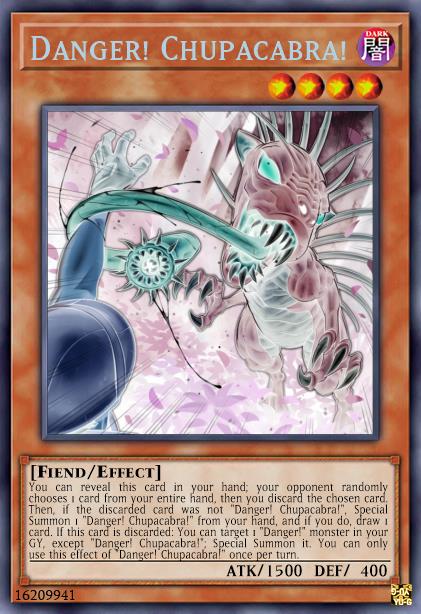 DANGER! CHUPACABRA!
DARK
闇
[FIEND/EFFECT]
You can reveal this card in your hand; your opponent randomly
chooses 1 card from your entire hand, then you discard the chosen card.
Then, if the discarded card was not "Danger! Chupacabra!", Special
Summon 1 "Danger! Chupacabra!" from your hand, and if you do, draw 1
card. If this card is discarded: You can target 1 "Danger!" monster in your
GY, except "Danger! Chupacabra!"; Special Summon it. You can only
use this effect of "Danger! Chupacabra!" once per turn.
ATK/1500 DEF/ 400
16209941